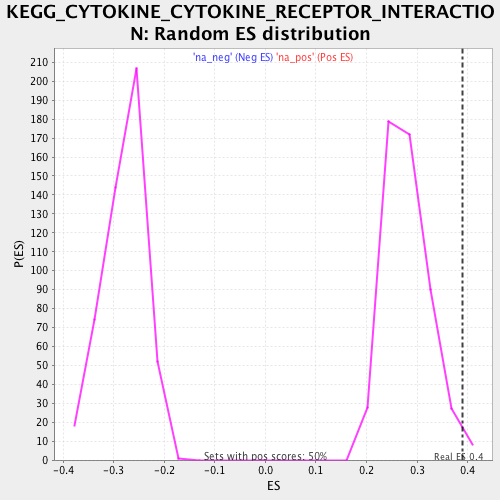 KEGG_CYTOKINE_CYTOKINE_RECEPTOR_INTERACTIO
N: Random ES distribution
'na_neg' (Neg ES) 'na_pos' (Pos ES)
210
200
190
180
170
160
150
140
130
120
110
100
90
80
70
60
50
40
30
20
10
0
P(ES)
Sets with pos scores: 50%
Real ES 0.4
-0.4 -0.3 -0.2 -0.1 0.0 0.1 0.2 0.3 0.4
ES